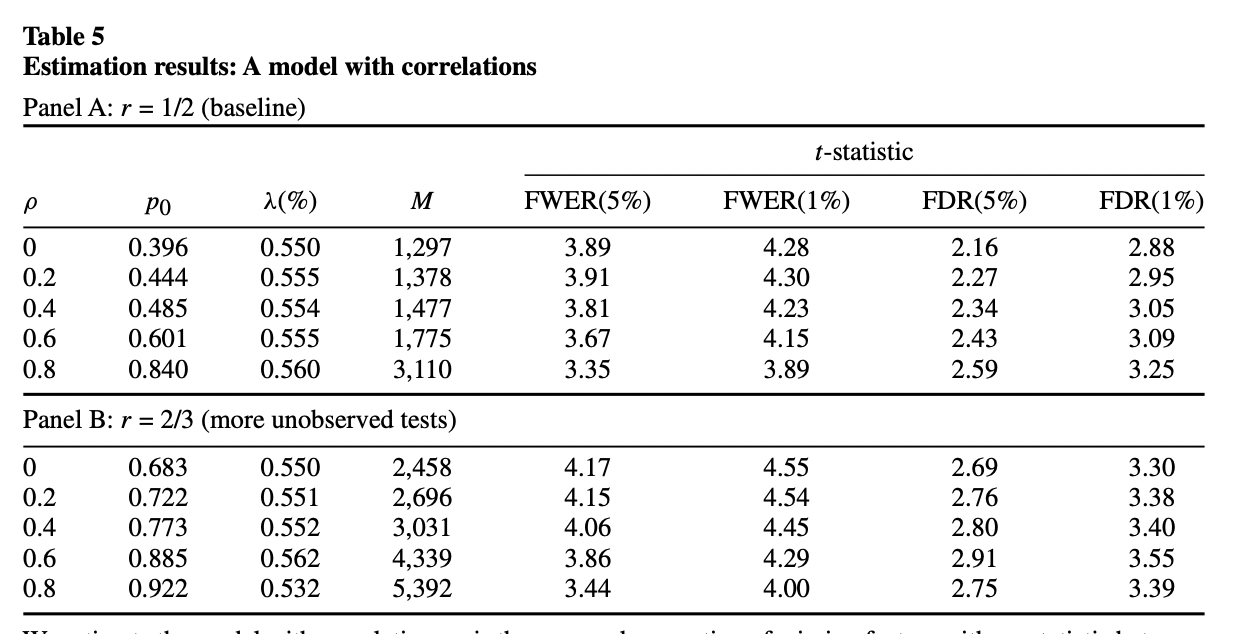 Table 5
Estimation results: A model with correlations
Panel A: r = 1/2 (baseline)
t-statistic
ρ p0 λ(%) M FWER(5%) FWER(1%) FDR(5%) FDR(1%)
0 0.396 0.550 1,297 3.89 4.28 2.16 2.88
0.2 0.444 0.555 1,378 3.91 4.30 2.27 2.95
0.4 0.485 0.554 1,477 3.81 4.23 2.34 3.05
0.6 0.601 0.555 1,775 3.67 4.15 2.43 3.09
0.8 0.840 0.560 3,110 3.35 3.89 2.59 3.25
Panel B: r = 2/3 (more unobserved tests)
0 0.683 0.550 2,458 4.17 4.55 2.69 3.30
0.2 0.722 0.551 2,696 4.15 4.54 2.76 3.38
0.4 0.773 0.552 3,031 4.06 4.45 2.80 3.40
0.6 0.885 0.562 4,339 3.86 4.29 2.91 3.55
0.8 0.922 0.532 5,392 3.44 4.00 2.75 3.39